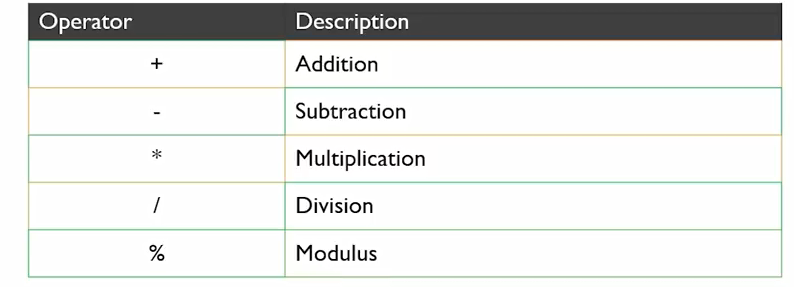 Operator Description
+ Addition
- Subtraction
* Multiplication
/ Division
% Modulus